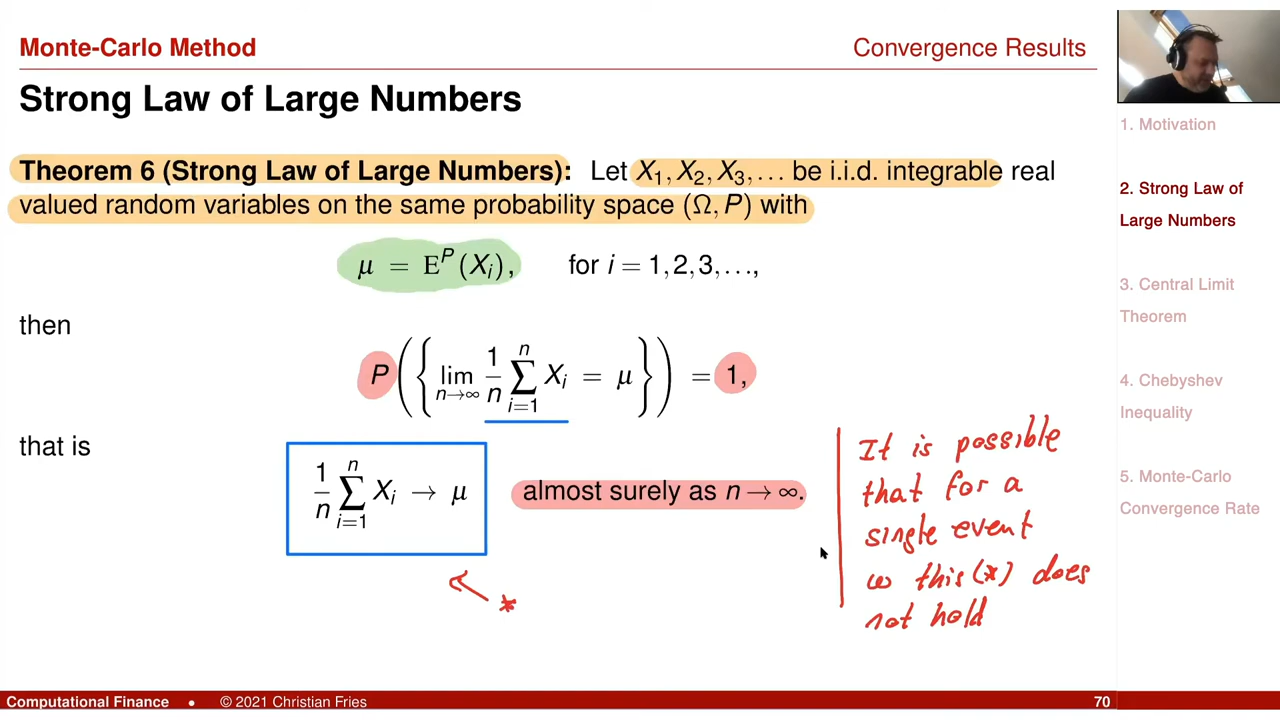 Monte-Carlo Method
Convergence Results
Strong Law of Large Numbers
Theorem 6 (Strong Law of Large Numbers): Let X₁, X₂, X₃, … be i.i.d. integrable real
valued random variables on the same probability space (Ω, P) with
μ = Eᴾ(Xᵢ), for i = 1,2,3,…,
then
P({lim_{n→∞} 1/n ∑_{i=1}^{n} Xᵢ = μ}) = 1,
that is
1/n ∑_{i=1}^{n} Xᵢ → μ almost surely as n → ∞.
*
It is possible
that for a
single event
ω this (*) does
not hold
1. Motivation
2. Strong Law of
Large Numbers
3. Central Limit
Theorem
4. Chebyshev
Inequality
5. Monte-Carlo
Convergence Rate
Computational Finance • © 2021 Christian Fries
70